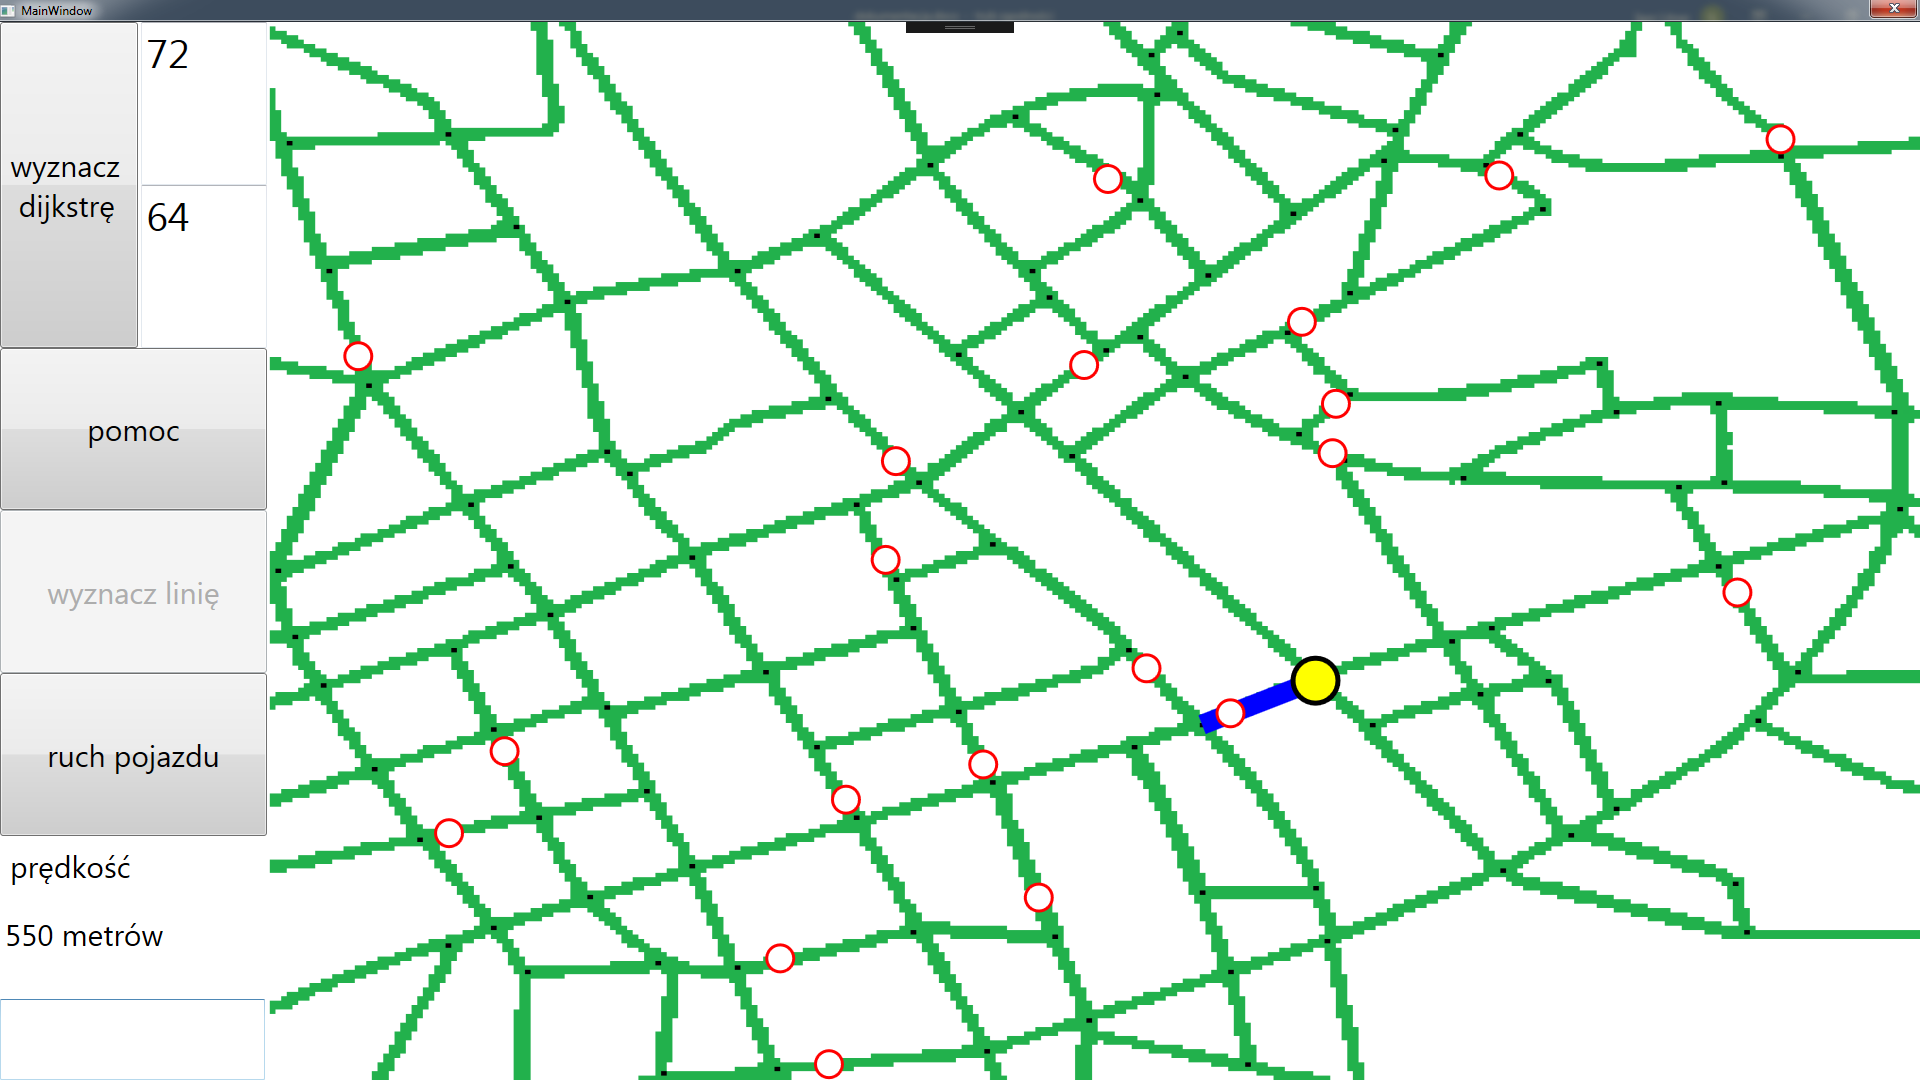 MainWindow
wyznacz
dijkstrę
72
64
pomoc
wyznacz linię
ruch pojazdu
prędkość
550 metrów